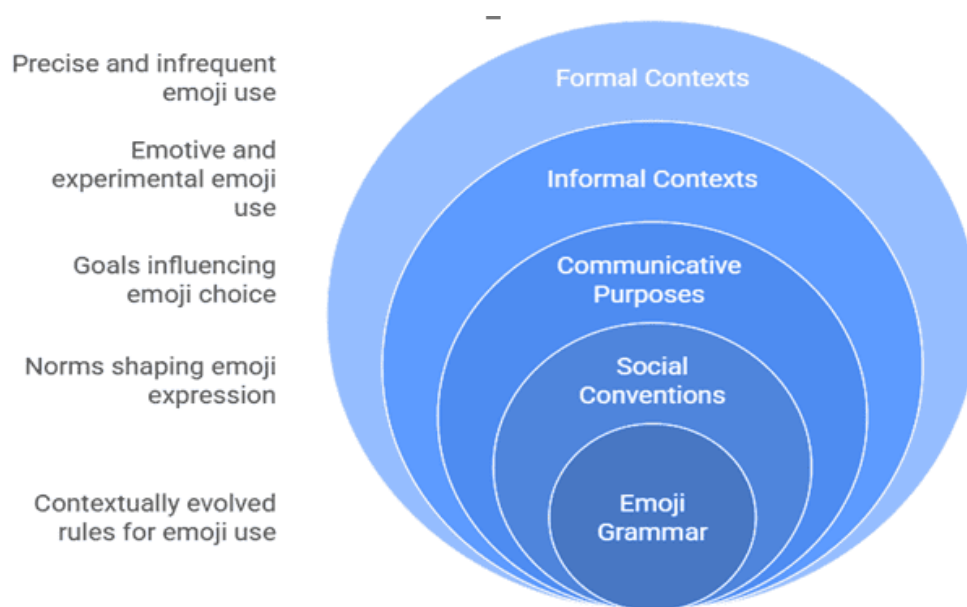 Precise and infrequent
emoji use
Formal Contexts
Emotive and
experimental emoji
use
Informal Contexts
Goals influencing
emoji choice
Communicative
Purposes
Norms shaping emoji
expression
Social
Conventions
Contextually evolved
rules for emoji use
Emoji
Grammar